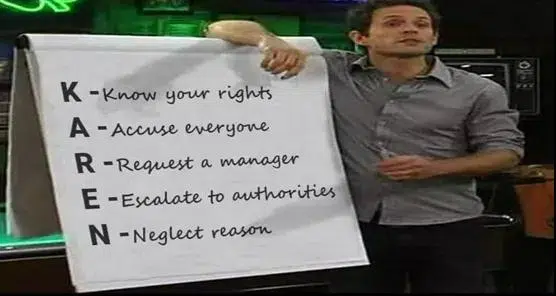 K - Know your rights
A - Accuse everyone
R - Request a manager
E - Escalate to authorities
N - Neglect reason